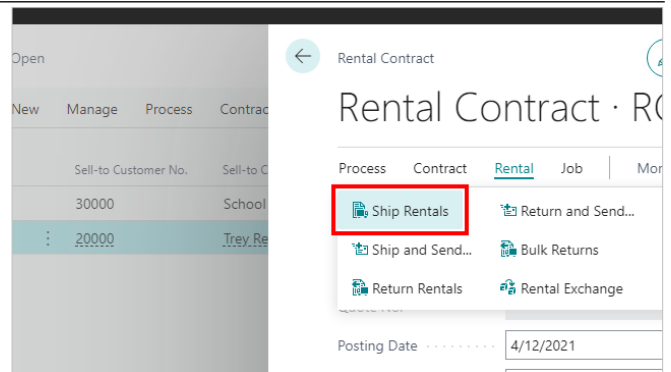 Open
Rental Contract
Rental Contract · RC
New Manage Process Contrac
Process Contract Rental Job Mor
Sell-to Customer No. Sell-to C
30000 School
20000 Trey Re
Ship Rentals Return and Send...
Ship and Send... Bulk Returns
Return Rentals Rental Exchange
Posting Date 4/12/2021